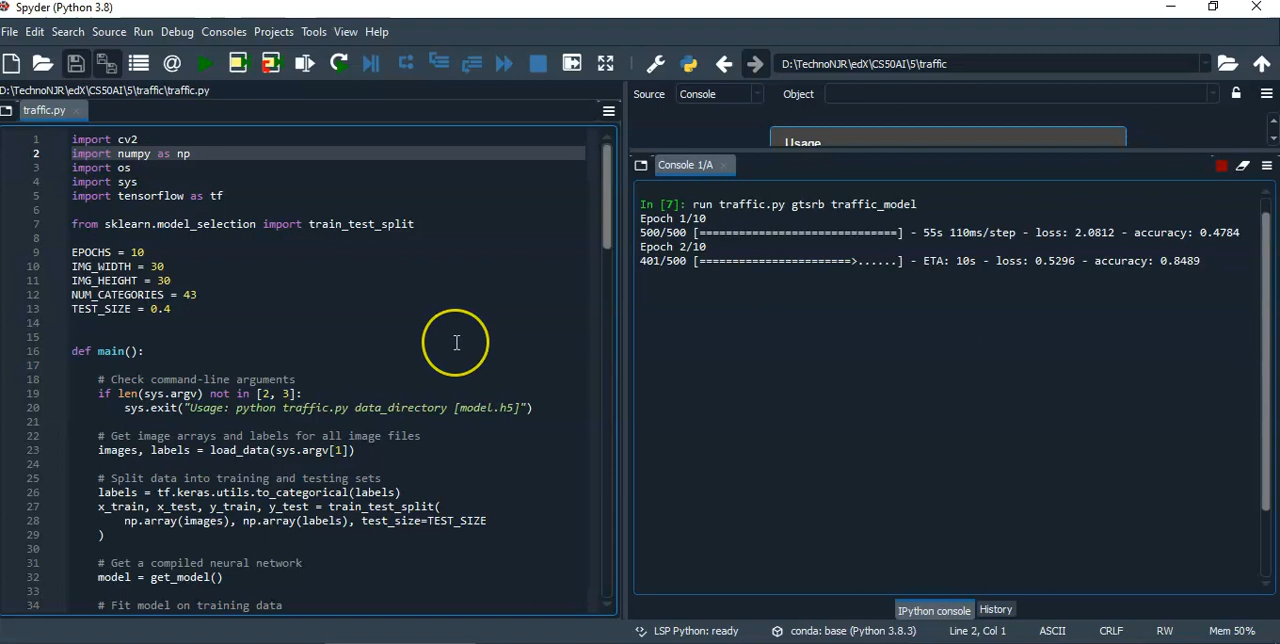 Spyder (Python 3.8)
File Edit Search Source Run Debug Consoles Projects Tools View Help
D:\TechnoNJR\edX\CS50AI\5\traffic
D:\TechnoNJR\edX\CS50AI\5\traffic\traffic.py
Source Console Object
traffic.py
Usage
Console 1/A
1 import cv2
2 import numpy as np
3 import os
4 import sys
5 import tensorflow as tf
6
7 from sklearn.model_selection import train_test_split
8
9 EPOCHS = 10
10 IMG_WIDTH = 30
11 IMG_HEIGHT = 30
12 NUM_CATEGORIES = 43
13 TEST_SIZE = 0.4
14
15
16 def main():
17
18 # Check command-line arguments
19 if len(sys.argv) not in [2, 3]:
20 sys.exit("Usage: python traffic.py data_directory [model.h5]")
21
22 # Get image arrays and labels for all image files
23 images, labels = load_data(sys.argv[1])
24
25 # Split data into training and testing sets
26 labels = tf.keras.utils.to_categorical(labels)
27 x_train, x_test, y_train, y_test = train_test_split(
28 np.array(images), np.array(labels), test_size=TEST_SIZE
29 )
30
31 # Get a compiled neural network
32 model = get_model()
33
34 # Fit model on training data
In [7]: run traffic.py gtsrb traffic_model
Epoch 1/10
500/500 [==============================] - 55s 110ms/step - loss: 2.0812 - accuracy: 0.4784
Epoch 2/10
401/500 [=======================>......] - ETA: 10s - loss: 0.5296 - accuracy: 0.8489
IPython console History
LSP Python: ready conda: base (Python 3.8.3) Line 2, Col 1 ASCII CRLF RW Mem 50%